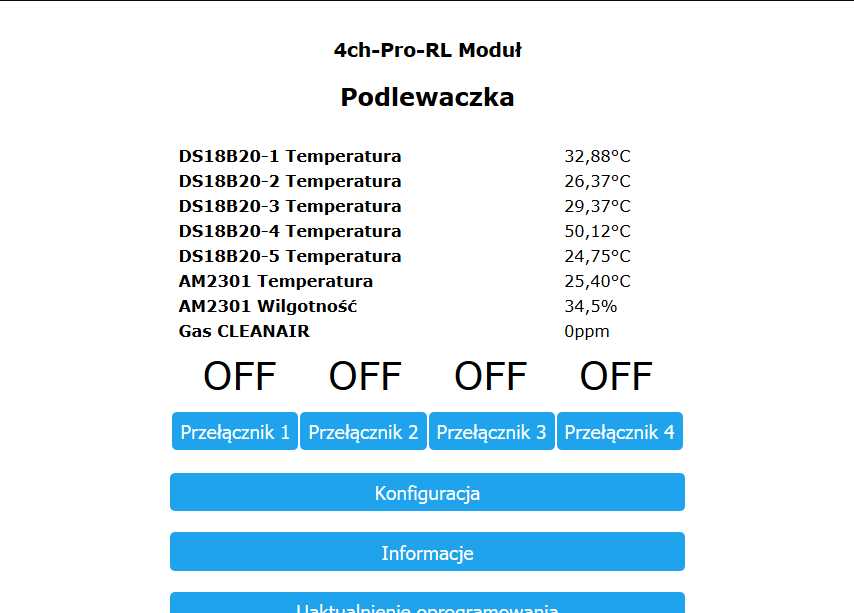 4ch-Pro-RL Moduł
Podlewaczka
DS18B20-1 Temperatura 32,88°C
DS18B20-2 Temperatura 26,37°C
DS18B20-3 Temperatura 29,37°C
DS18B20-4 Temperatura 50,12°C
DS18B20-5 Temperatura 24,75°C
AM2301 Temperatura 25,40°C
AM2301 Wilgotność 34,5%
Gas CLEANAIR 0ppm
OFF OFF OFF OFF
Przełącznik 1 Przełącznik 2 Przełącznik 3 Przełącznik 4
Konfiguracja
Informacje
Uaktualnienie oprogramowania